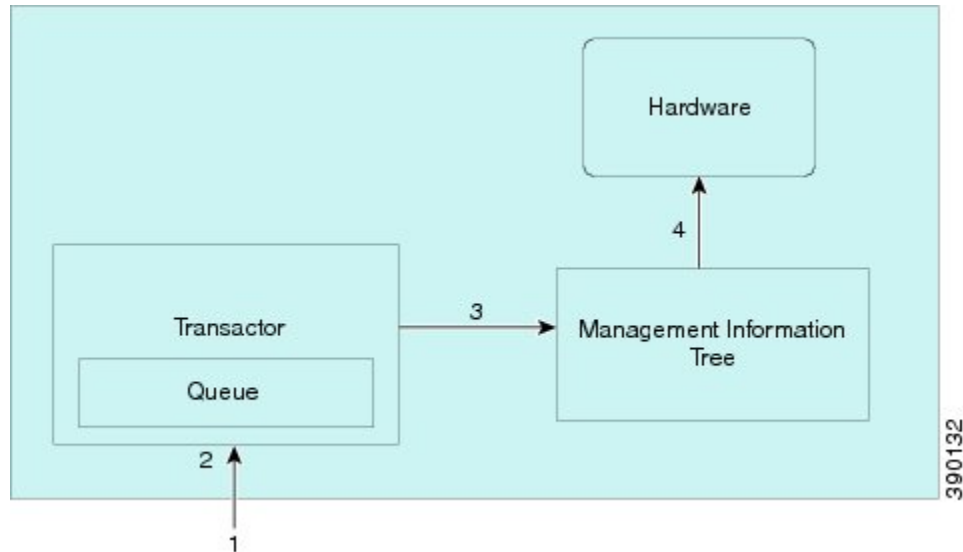 Hardware
4
Transactor
3
Management Information
Tree
Queue
2
1
390132